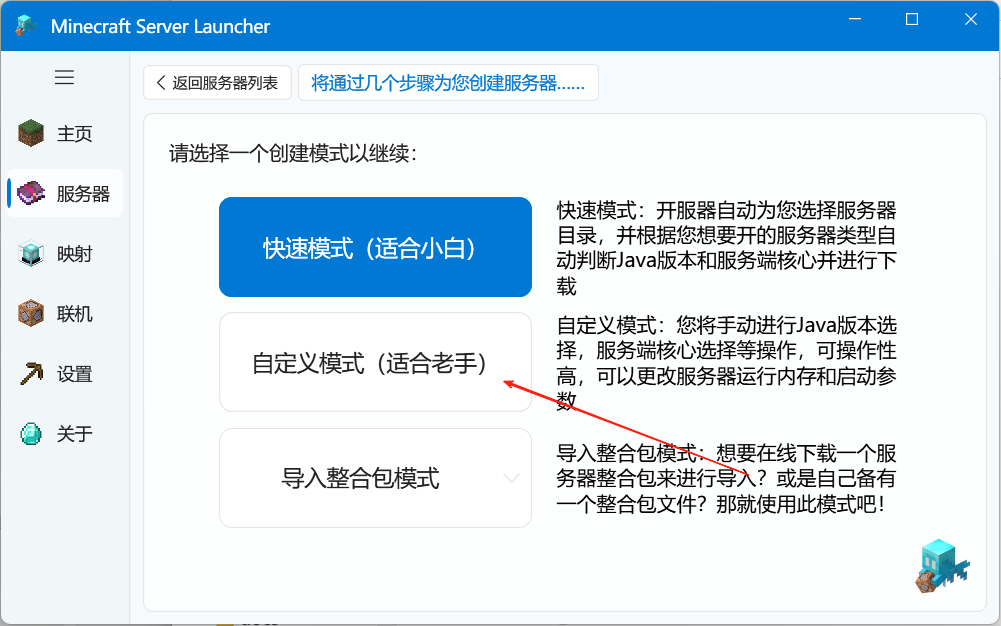 Minecraft Server Launcher
返回服务器列表
将通过几个步骤为您创建服务器......
主页
服务器
映射
联机
设置
关于
请选择一个创建模式以继续：
快速模式（适合小白）
快速模式：开服器自动为您选择服务器
目录，并根据您想要开的服务器类型自
动判断Java版本和服务端核心并进行下
载
自定义模式（适合老手）
自定义模式：您将手动进行Java版本选
择，服务端核心选择等操作，可操作性
高，可以更改服务器运行内存和启动参
数
导入整合包模式
导入整合包模式：想要在线下载一个服
务器整合包来进行导入？或是自己备有
一个整合包文件？那就使用此模式吧！